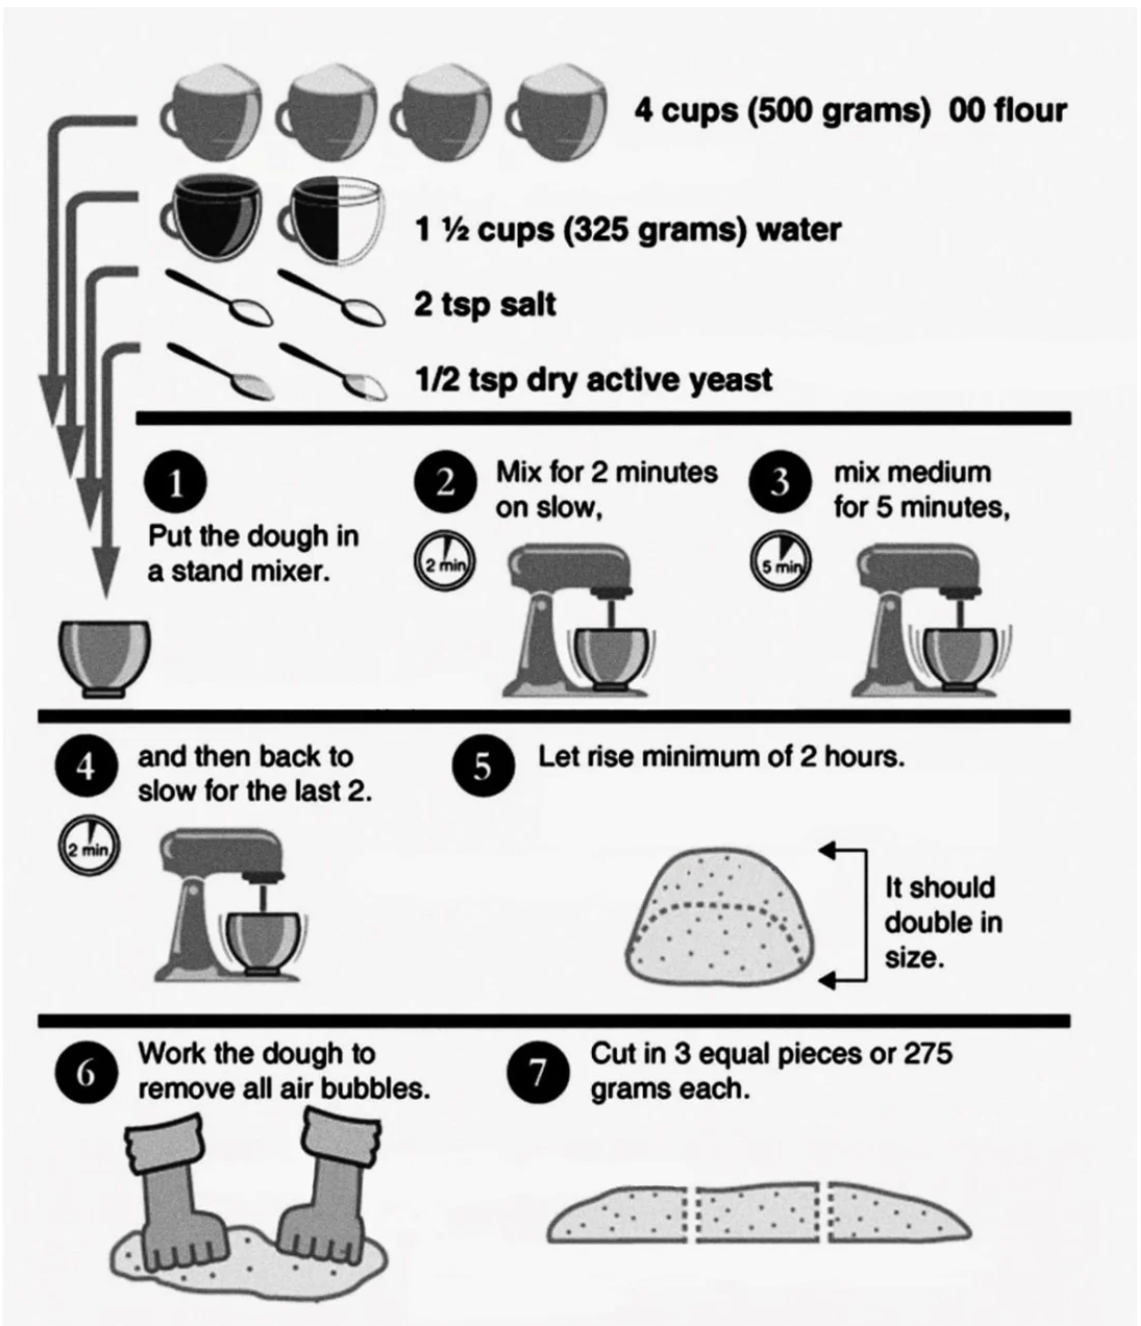 4 cups (500 grams)  00 flour
1 ½ cups (325 grams) water
2 tsp salt
1/2 tsp dry active yeast
1
Put the dough in
a stand mixer.
2
Mix for 2 minutes
on slow,
2 min
3
mix medium
for 5 minutes,
5 min
4
and then back to
slow for the last 2.
2 min
5
Let rise minimum of 2 hours.
It should
double in
size.
6
Work the dough to
remove all air bubbles.
7
Cut in 3 equal pieces or 275
grams each.